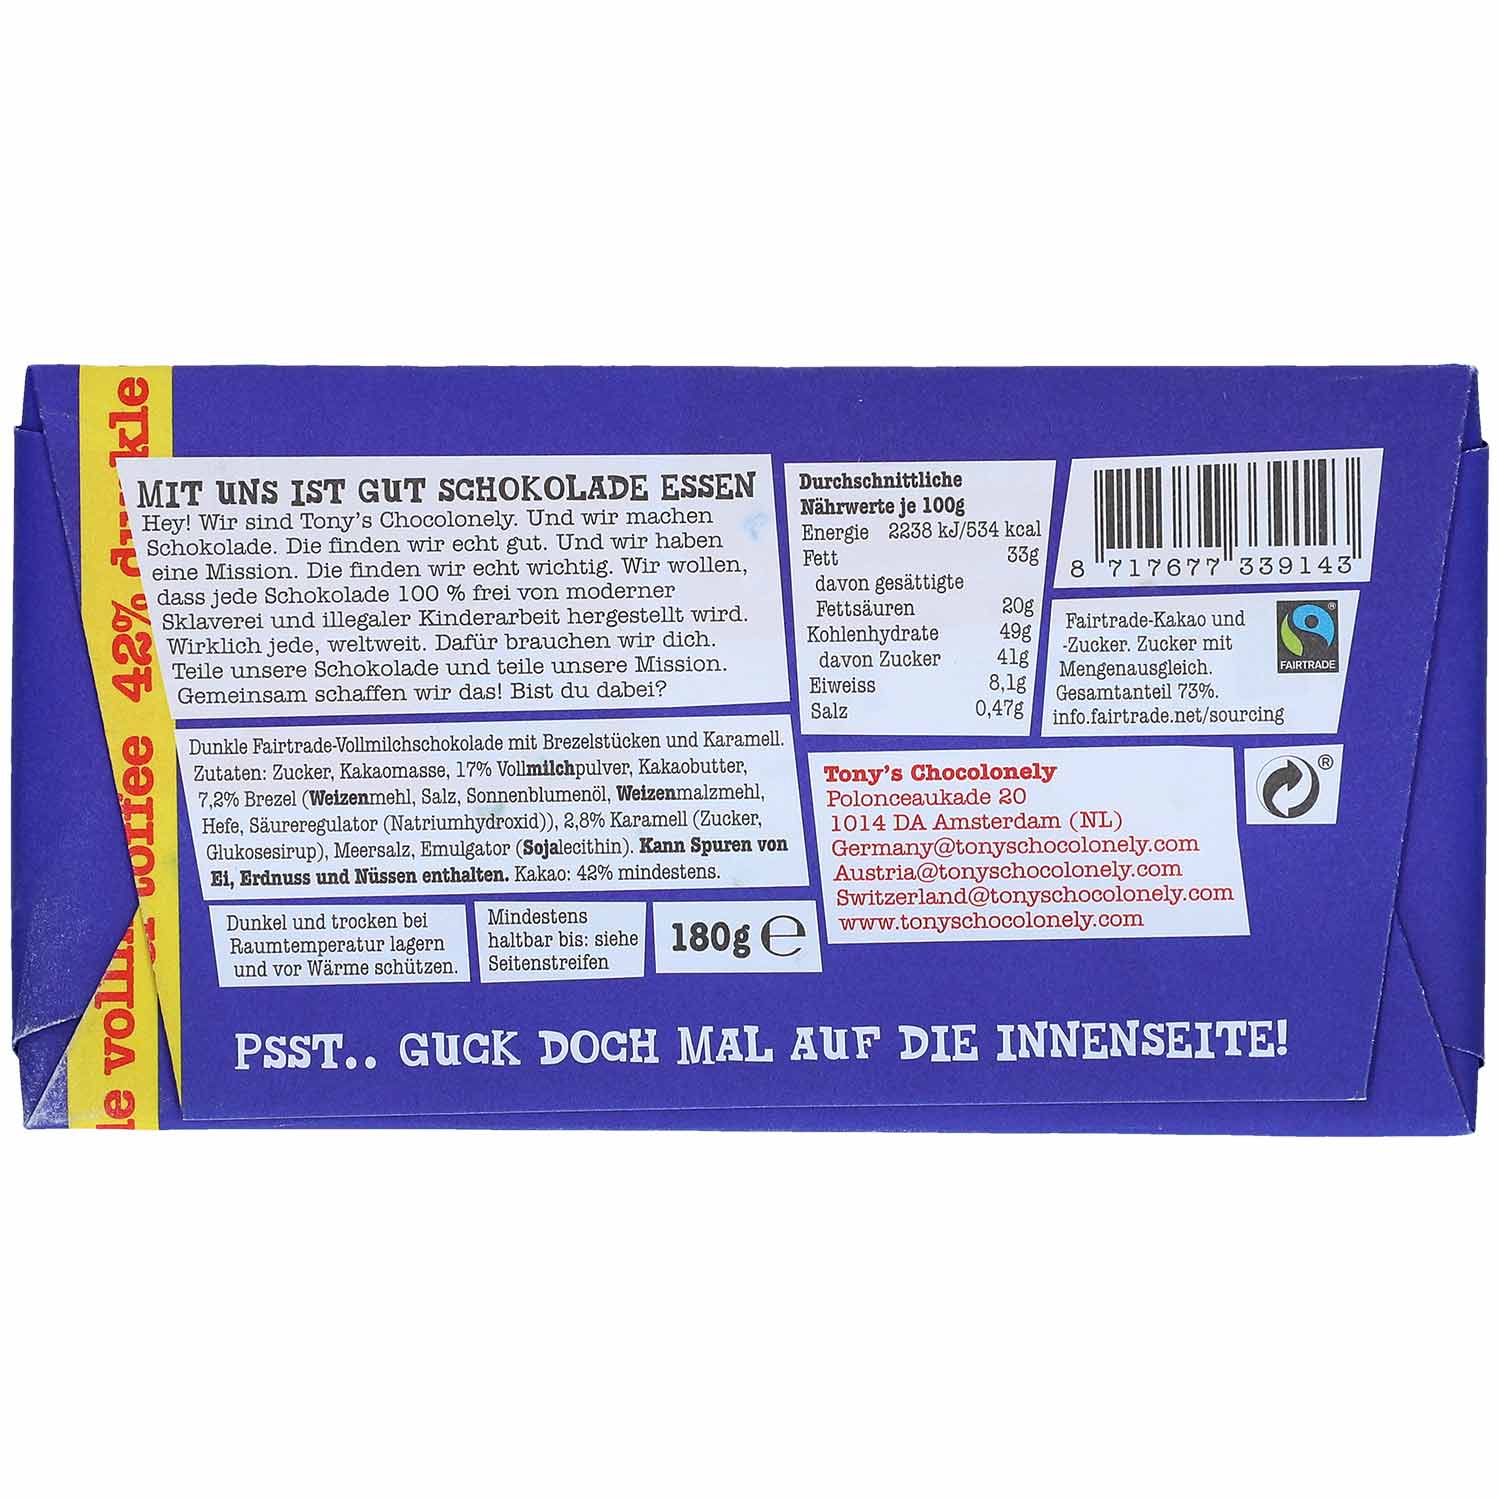 MIT UNS IST GUT SCHOKOLADE ESSEN
Hey! Wir sind Tony's Chocolonely. Und wir machen
Schokolade. Die finden wir echt gut. Und wir haben
eine Mission. Die finden wir echt wichtig. Wir wollen,
dass jede Schokolade 100 % frei von moderner
Sklaverei und illegaler Kinderarbeit hergestellt wird.
Wirklich jede, weltweit. Dafür brauchen wir dich.
Teile unsere Schokolade und teile unsere Mission.
Gemeinsam schaffen wir das! Bist du dabei?
Dunkle Fairtrade-Vollmilchschokolade mit Brezelstücken und Karamell.
Zutaten: Zucker, Kakaomasse, 17% Vollmilchpulver, Kakaobutter,
7,2% Brezel (Weizenmehl, Salz, Sonnenblumenöl, Weizenmalzmehl,
Hefe, Säureregulator (Natriumhydroxid)), 2,8% Karamell (Zucker,
Glukosesirup), Meersalz, Emulgator (Sojalecithin). Kann Spuren von
Ei, Erdnuss und Nüssen enthalten. Kakao: 42% mindestens.
Dunkel und trocken bei
Raumtemperatur lagern
und vor Wärme schützen.
Mindestens
haltbar bis: siehe
Seitenstreifen
180g e
Durchschnittliche
Nährwerte je 100g
Energie 2238 kJ/534 kcal
Fett 33g
davon gesättigte
Fettsäuren 20g
Kohlenhydrate 49g
davon Zucker 41g
Eiweiss 8,1g
Salz 0,47g
8 717677 339143
Fairtrade-Kakao und
-Zucker. Zucker mit
Mengenausgleich.
Gesamtanteil 73%.
info.fairtrade.net/sourcing
®
FAIRTRADE
Tony's Chocolonely
Polonceaukade 20
1014 DA Amsterdam (NL)
Germany@tonyschocolonely.com
Austria@tonyschocolonely.com
Switzerland@tonyschocolonely.com
www.tonyschocolonely.com
®
PSST.. GUCK DOCH MAL AUF DIE INNENSEITE!
toffee 42%